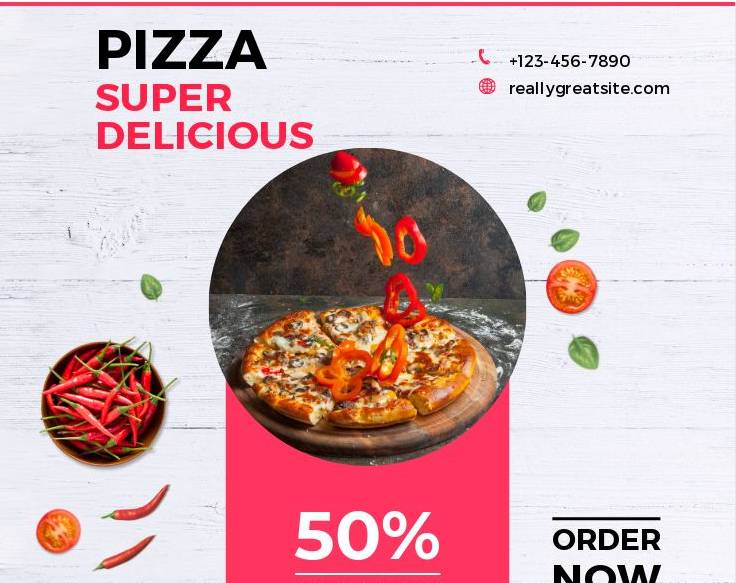 PIZZA
SUPER
DELICIOUS
+123-456-7890
reallygreatsite.com
50%
ORDER
NOW